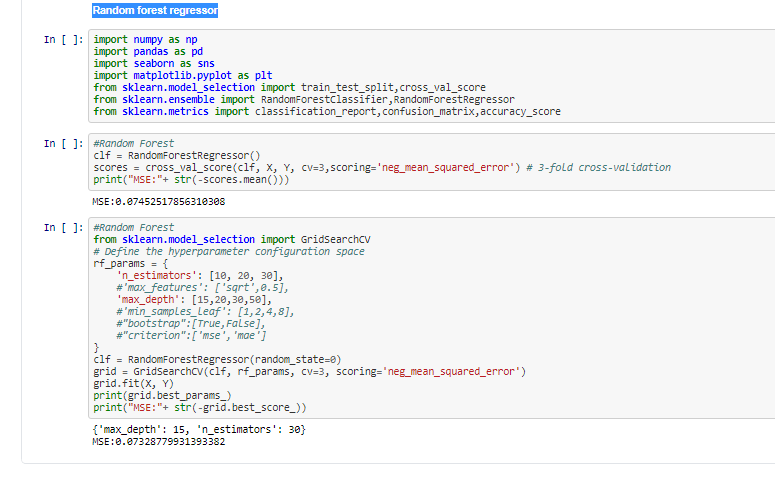 Random forest regressor
In [ ]:
import numpy as np
import pandas as pd
import seaborn as sns
import matplotlib.pyplot as plt
from sklearn.model_selection import train_test_split,cross_val_score
from sklearn.ensemble import RandomForestClassifier,RandomForestRegressor
from sklearn.metrics import classification_report,confusion_matrix,accuracy_score
In [ ]:
#Random Forest
clf = RandomForestRegressor()
scores = cross_val_score(clf, X, Y, cv=3,scoring='neg_mean_squared_error') # 3-fold cross-validation
print("MSE:"+ str(-scores.mean()))
MSE:0.07452517856310308
In [ ]:
#Random Forest
from sklearn.model_selection import GridSearchCV
# Define the hyperparameter configuration space
rf_params = {
    'n_estimators': [10, 20, 30],
    #'max_features': ['sqrt',0.5],
    'max_depth': [15,20,30,50],
    #'min_samples_leaf': [1,2,4,8],
    #"bootstrap":[True,False],
    #"criterion":['mse','mae']
}
clf = RandomForestRegressor(random_state=0)
grid = GridSearchCV(clf, rf_params, cv=3, scoring='neg_mean_squared_error')
grid.fit(X, Y)
print(grid.best_params_)
print("MSE:"+ str(-grid.best_score_))
{'max_depth': 15, 'n_estimators': 30}
MSE:0.07328779931393382